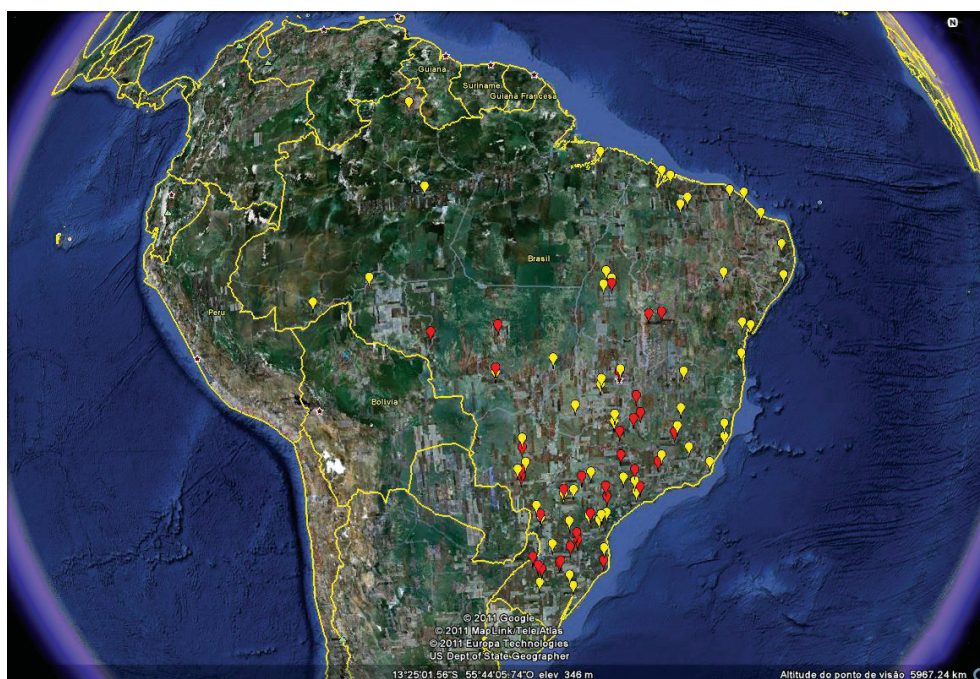 N
Guiana
Suriname
Guiana Francesa
Brasil
Peru
Bolívia
© 2011 Google
© 2011 MapLink/Tele Atlas
© 2011 Europa Technologies
US Dept of State Geographer
13°25'01.56"S 55°44'05.74"O elev 346 m
Altitude do ponto de visão 5967.24 km